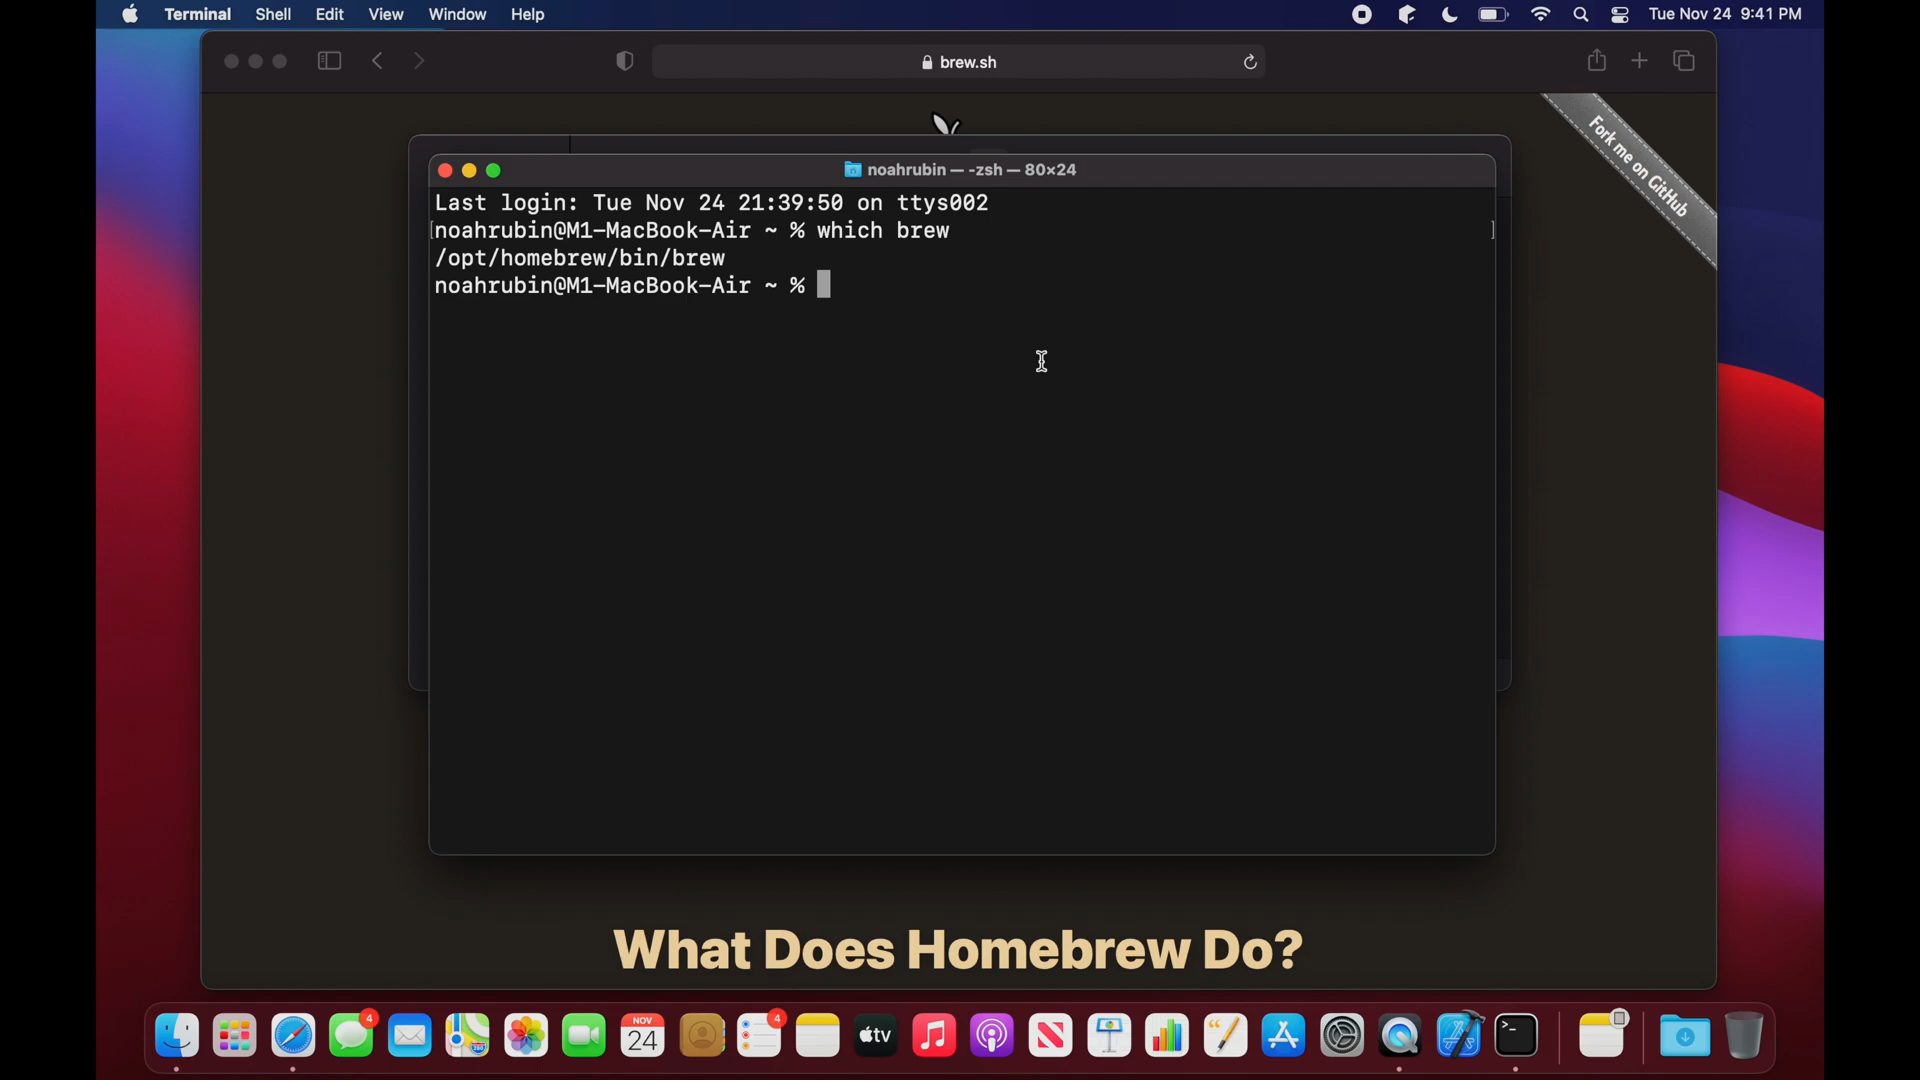 Terminal Shell Edit View Window Help Tue Nov 24 9:41 PM
brew.sh
Fork me on GitHub
noahrubin — -zsh — 80×24
Last login: Tue Nov 24 21:39:50 on ttys002
[noahrubin@M1-MacBook-Air ~ % which brew ]
/opt/homebrew/bin/brew
noahrubin@M1-MacBook-Air ~ %
What Does Homebrew Do?
4
NOV
24
4
tv
>_